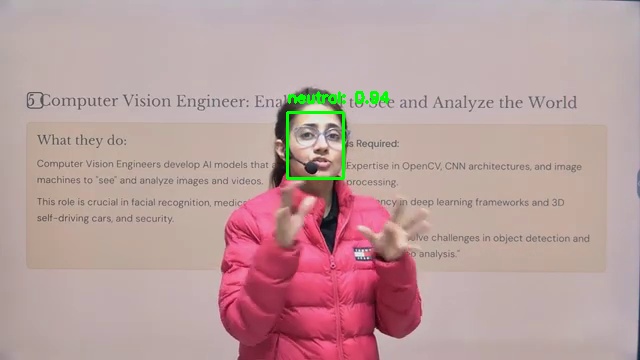 neutral: 0.84
5 Computer Vision Engineer: Ena to See and Analyze the World
What they do:
Computer Vision Engineers develop AI models that
machines to "see" and analyze images and videos.
This role is crucial in facial recognition,
self-driving cars, and security.
Required:
Expertise in OpenCV, CNN architectures, and image
processing.
in deep learning frameworks and 3D
challenges in object detection and
analysis."